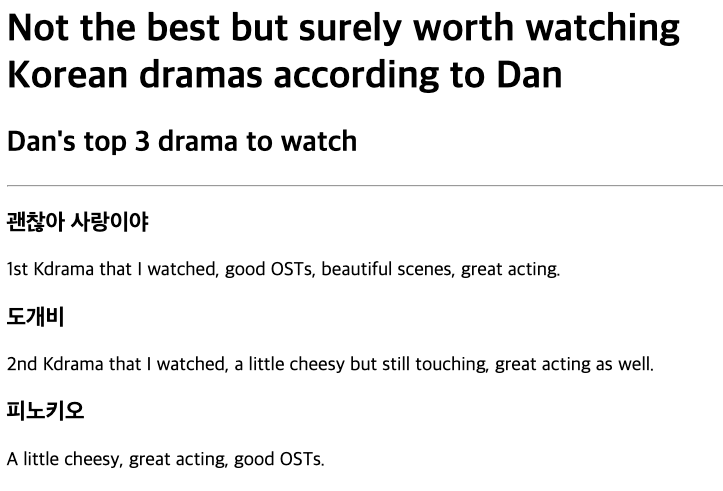 Not the best but surely worth watching
Korean dramas according to Dan
Dan's top 3 drama to watch
괜찮아 사랑이야
1st Kdrama that I watched, good OSTs, beautiful scenes, great acting.
도개비
2nd Kdrama that I watched, a little cheesy but still touching, great acting as well.
피노키오
A little cheesy, great acting, good OSTs.